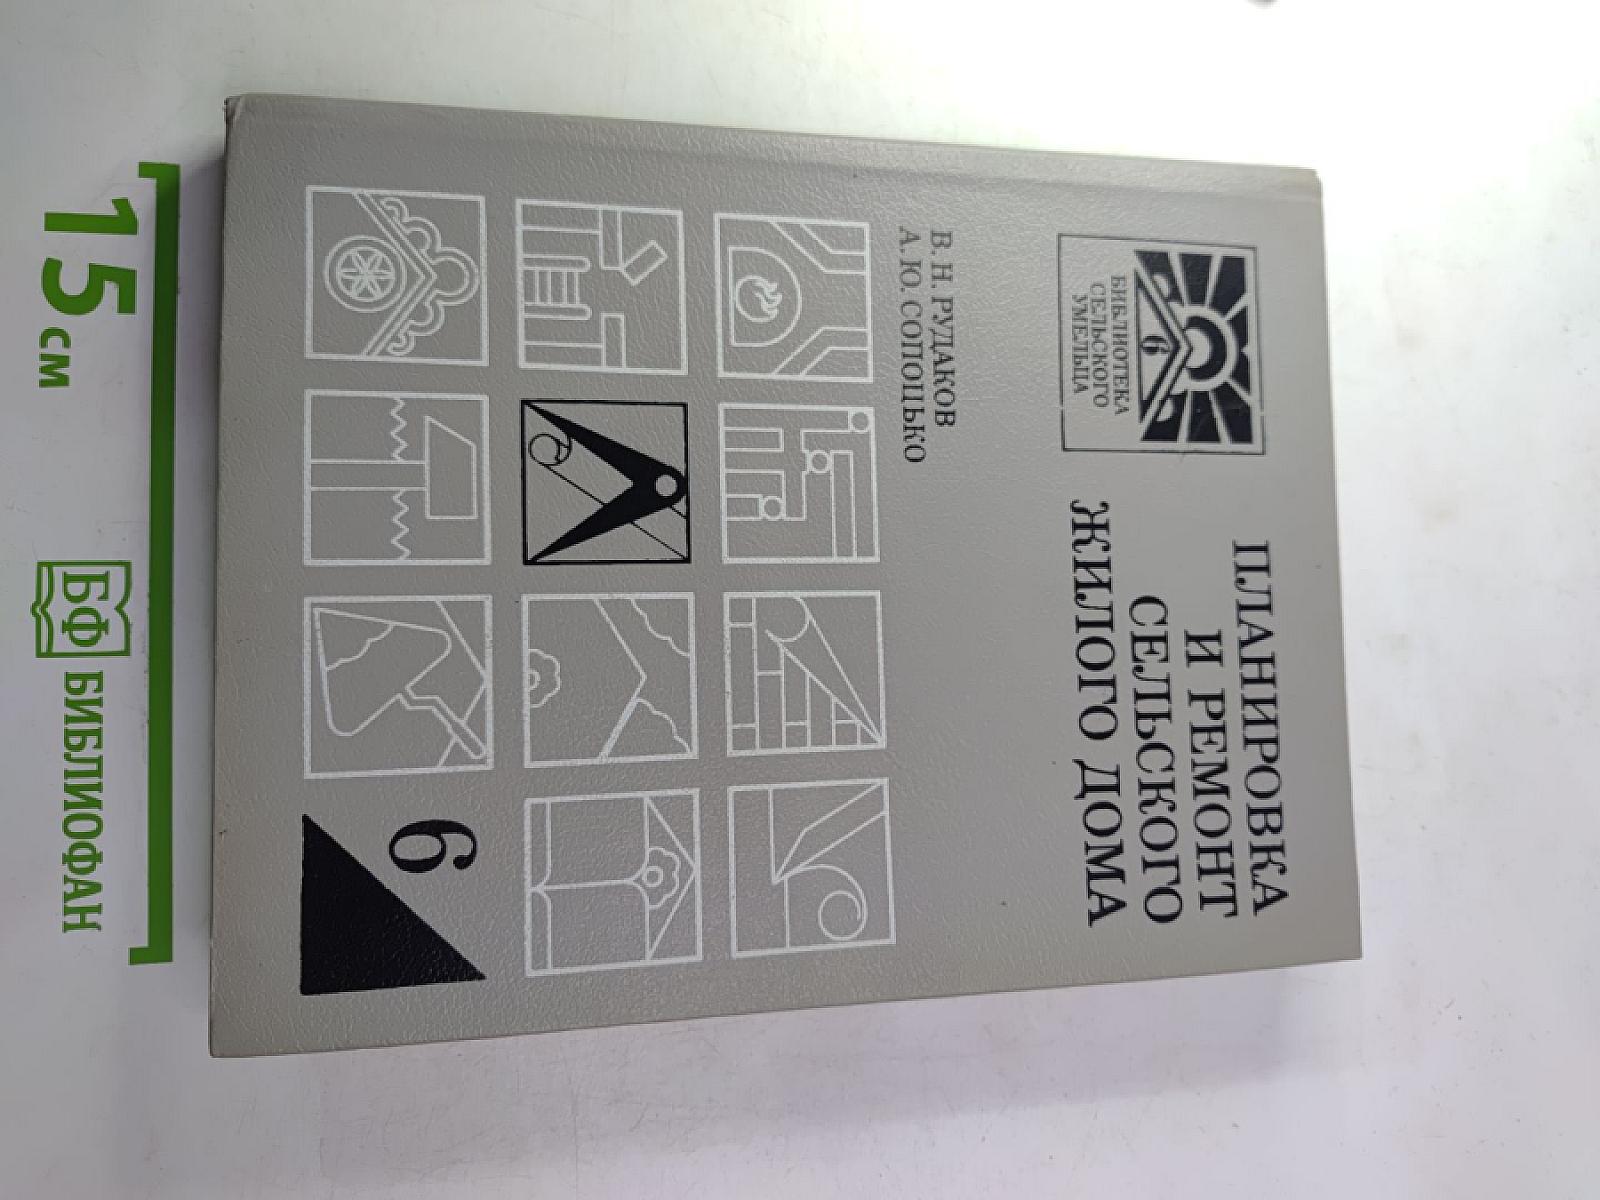 ПЛАНИРОВКА
И РЕМОНТ
СЕЛЬСКОГО
ЖИЛОГО ДОМА
6
БИБЛИОТЕКА
СЕЛЬСКОГО
УМЕЛЬЦА
В. Н. РУДАКОВ
А. Ю. СОПОЦЬКО
6
15 см
БФ БИБЛИОФАН